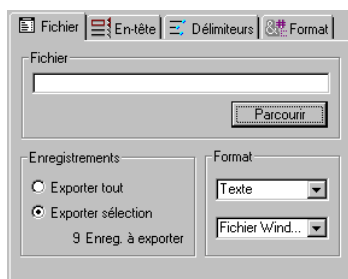 Fichier En-tête Délimiteurs Format
Fichier
Parcourir
Enregistrements
Exporter tout
Exporter sélection
9 Enreg. à exporter
Format
Texte
Fichier Wind...